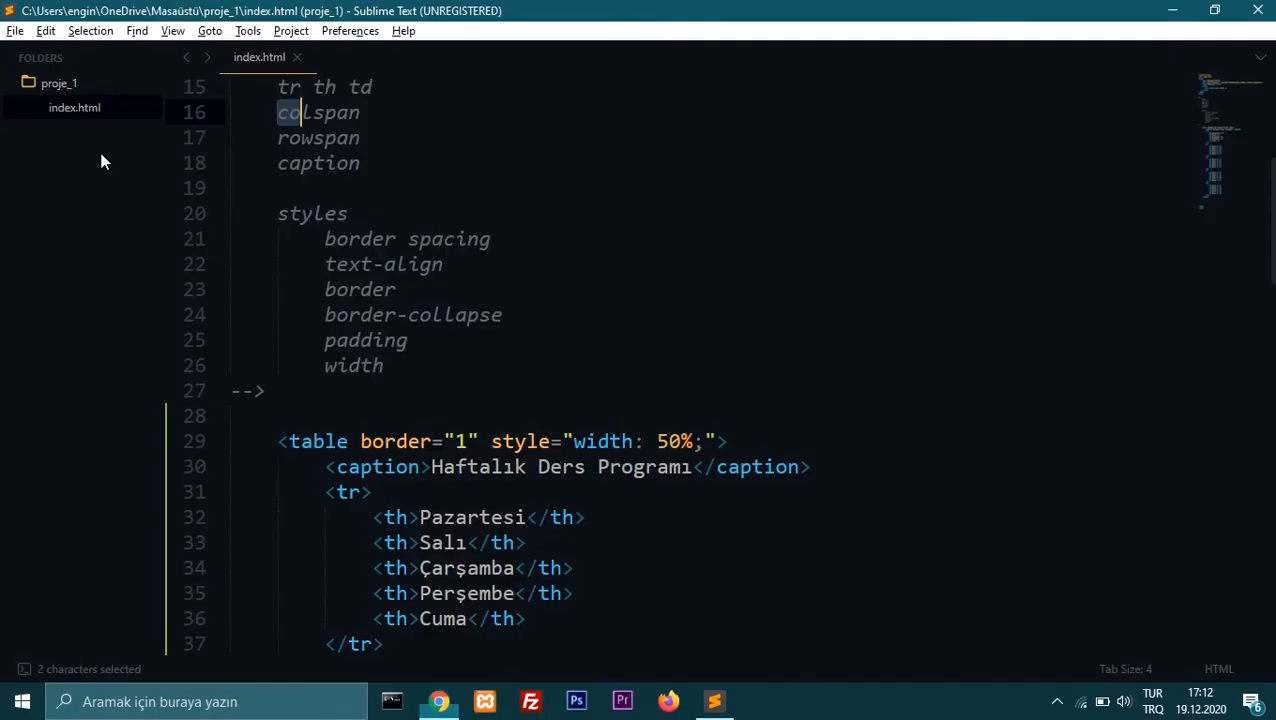 C:\Users\engin\OneDrive\Masaüstü\proje_1\index.html (proje_1) - Sublime Text (UNREGISTERED)
File Edit Selection Find View Goto Tools Project Preferences Help
FOLDERS
proje_1
index.html
index.html
15 tr th td
16 colspan
17 rowspan
18 caption
19
20 styles
21 border spacing
22 text-align
23 border
24 border-collapse
25 padding
26 width
27 -->
28
29 <table border="1" style="width: 50%;">
30 <caption>Haftalık Ders Programı</caption>
31 <tr>
32 <th>Pazartesi</th>
33 <th>Salı</th>
34 <th>Çarşamba</th>
35 <th>Perşembe</th>
36 <th>Cuma</th>
37 </tr>
2 characters selected
Tab Size: 4
HTML
Aramak için buraya yazın
Fz
Ps
Pr
TUR
TRQ
17:12
19.12.2020
6